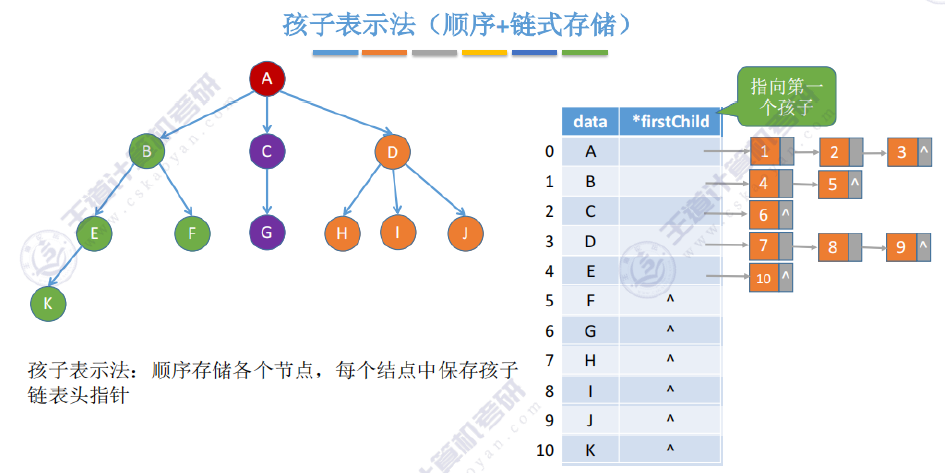 孩子表示法（顺序+链式存储）
A
B
C
D
E
F
G
H
I
J
K
孩子表示法：顺序存储各个节点，每个结点中保存孩子
链表头指针
指向第一
个孩子
data *firstChild
0 A 1 2 3 ^
1 B 4 5 ^
2 C 6 ^
3 D 7 8 9 ^
4 E 10 ^
5 F ^
6 G ^
7 H ^
8 I ^
9 J ^
10 K ^
王道计算机考研
www.cskaoyan.com